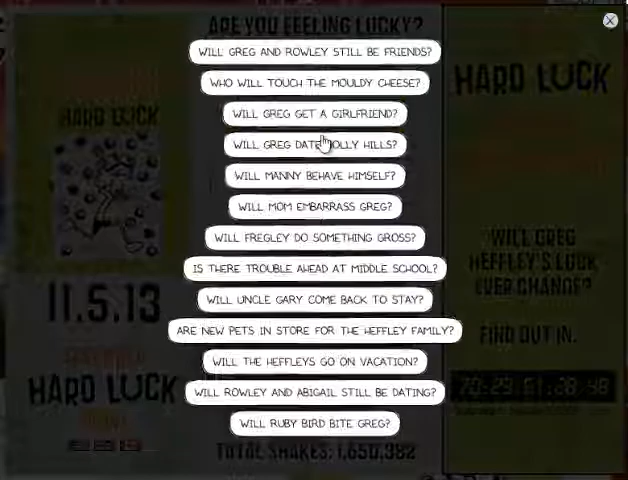 ARE YOU FEELING LUCKY?
WILL GREG AND ROWLEY STILL BE FRIENDS?
WHO WILL TOUCH THE MOULDY CHEESE?
WILL GREG GET A GIRLFRIEND?
WILL GREG DATE HOLLY HILLS?
WILL MANNY BEHAVE HIMSELF?
WILL MOM EMBARRASS GREG?
WILL FREGLEY DO SOMETHING GROSS?
IS THERE TROUBLE AHEAD AT MIDDLE SCHOOL?
WILL UNCLE GARY COME BACK TO STAY?
ARE NEW PETS IN STORE FOR THE HEFFLEY FAMILY?
WILL THE HEFFLEYS GO ON VACATION?
WILL ROWLEY AND ABIGAIL STILL BE DATING?
WILL RUBY BIRD BITE GREG?
TOTAL SHAKES: 1,650,382
HARD LUCK
11.5.13
HARD LUCK
HARD LUCK
WILL GREG
HEFFLEY'S LUCK
EVER CHANGE?
FIND OUT IN.